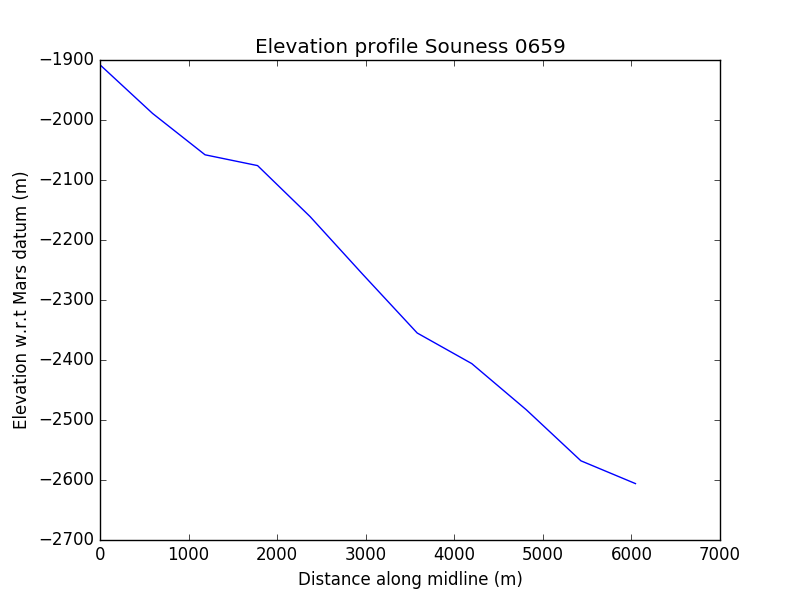 Elevation profile Souness 0659
−1900
−2000
−2100
−2200
−2300
−2400
−2500
−2600
−2700
Elevation w.r.t Mars datum (m)
0 1000 2000 3000 4000 5000 6000 7000
Distance along midline (m)